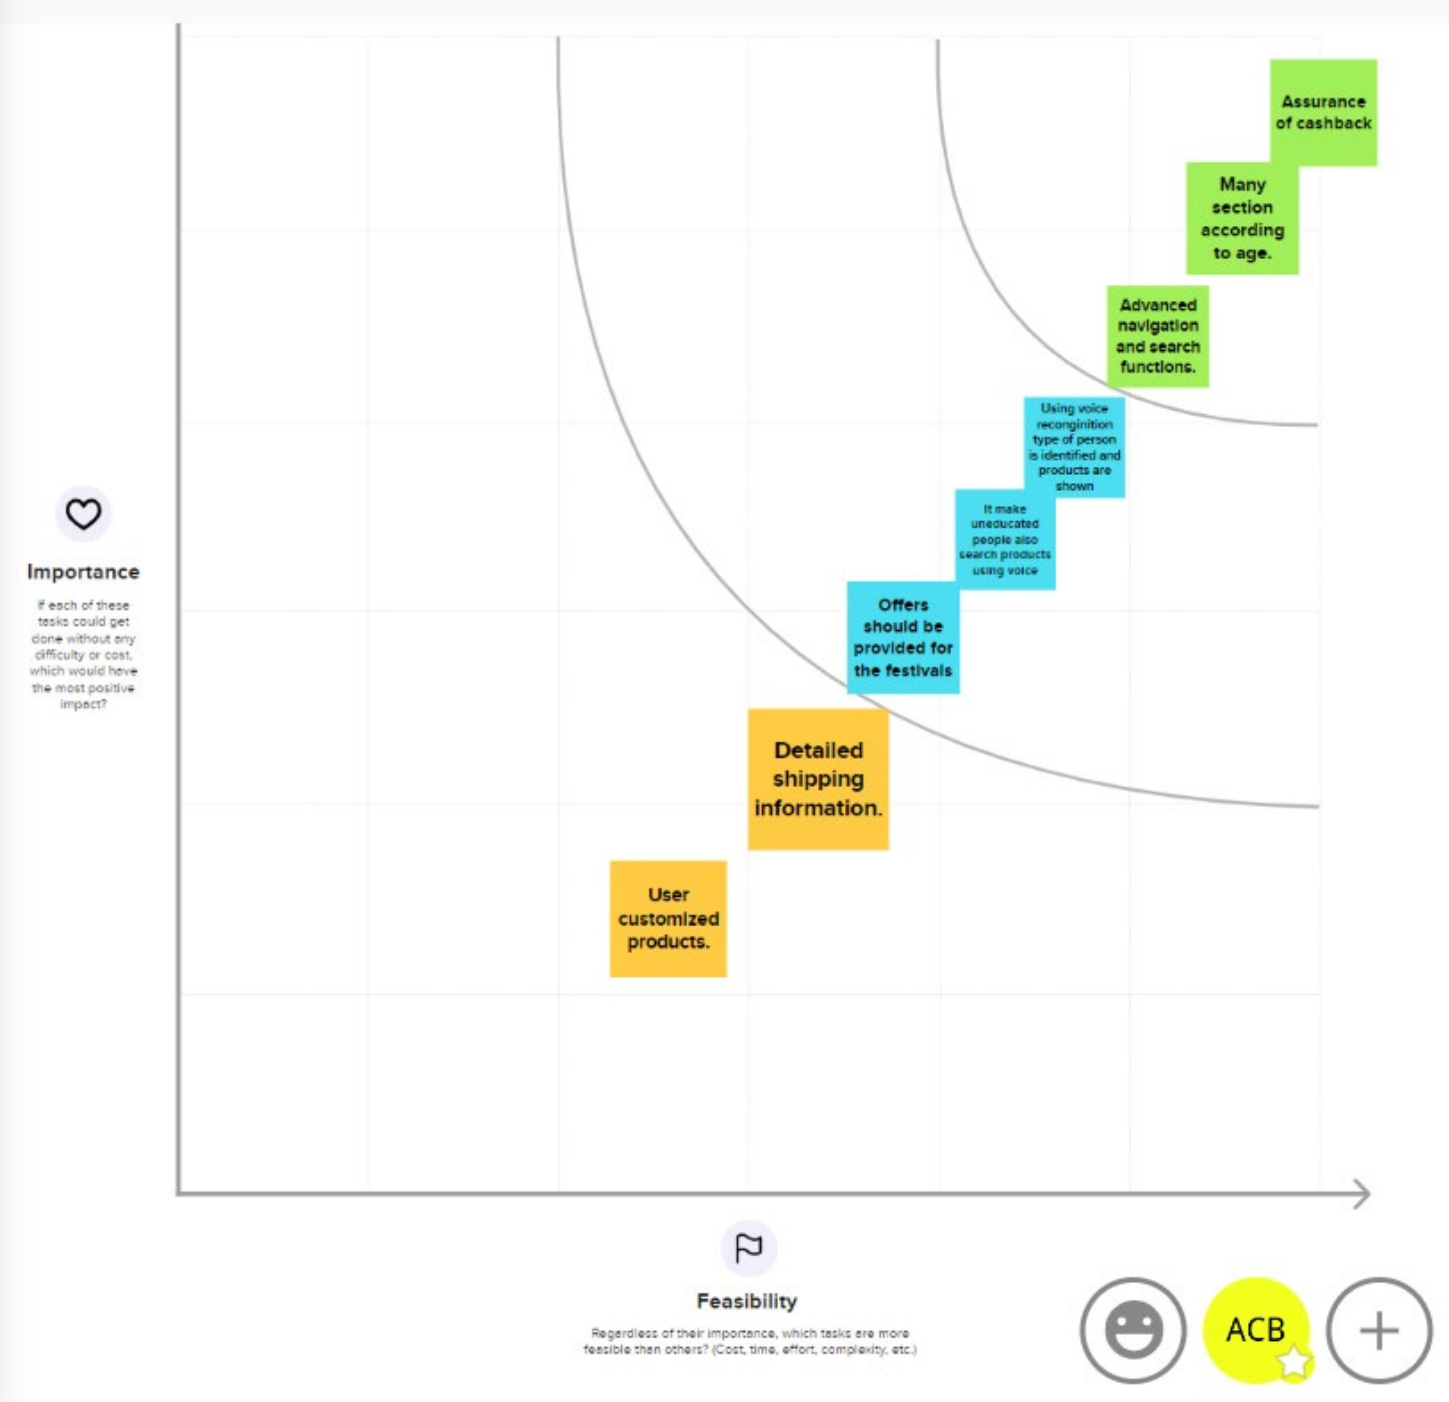 Assurance
of cashback
Many
section
according
to age.
Advanced
navigation
and search
functions.
Using voice
reconginition
type of person
is identified and
products are
shown
It make
uneducated
people also
search products
using voice
Offers
should be
provided for
the festivals
Detailed
shipping
information.
User
customized
products.
Importance
If each of these
tasks could get
done without any
difficulty or cost,
which would have
the most positive
impact?
Feasibility
Regardless of their importance, which tasks are more
feasible than others? (Cost, time, effort, complexity, etc.)
ACB